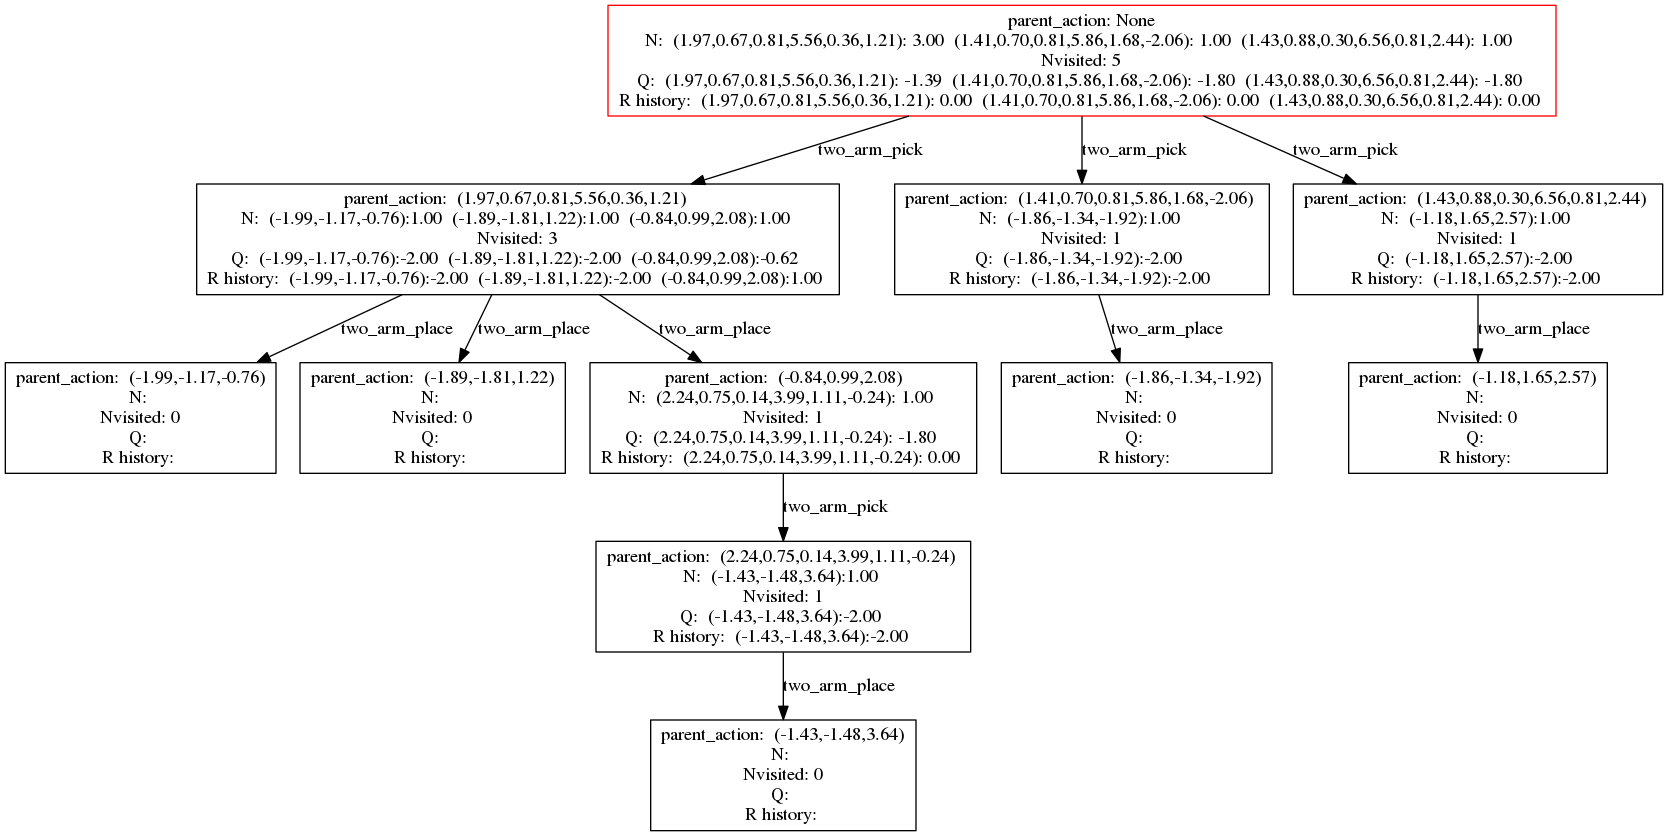 parent_action: None
N: (1.97,0.67,0.81,5.56,0.36,1.21): 3.00 (1.41,0.70,0.81,5.86,1.68,-2.06): 1.00 (1.43,0.88,0.30,6.56,0.81,2.44): 1.00
Nvisited: 5
Q: (1.97,0.67,0.81,5.56,0.36,1.21): -1.39 (1.41,0.70,0.81,5.86,1.68,-2.06): -1.80 (1.43,0.88,0.30,6.56,0.81,2.44): -1.80
R history: (1.97,0.67,0.81,5.56,0.36,1.21): 0.00 (1.41,0.70,0.81,5.86,1.68,-2.06): 0.00 (1.43,0.88,0.30,6.56,0.81,2.44): 0.00
two_arm_pick
two_arm_pick
two_arm_pick
parent_action: (1.97,0.67,0.81,5.56,0.36,1.21)
N: (-1.99,-1.17,-0.76):1.00 (-1.89,-1.81,1.22):1.00 (-0.84,0.99,2.08):1.00
Nvisited: 3
Q: (-1.99,-1.17,-0.76):-2.00 (-1.89,-1.81,1.22):-2.00 (-0.84,0.99,2.08):-0.62
R history: (-1.99,-1.17,-0.76):-2.00 (-1.89,-1.81,1.22):-2.00 (-0.84,0.99,2.08):1.00
parent_action: (1.41,0.70,0.81,5.86,1.68,-2.06)
N: (-1.86,-1.34,-1.92):1.00
Nvisited: 1
Q: (-1.86,-1.34,-1.92):-2.00
R history: (-1.86,-1.34,-1.92):-2.00
parent_action: (1.43,0.88,0.30,6.56,0.81,2.44)
N: (-1.18,1.65,2.57):1.00
Nvisited: 1
Q: (-1.18,1.65,2.57):-2.00
R history: (-1.18,1.65,2.57):-2.00
two_arm_place
two_arm_place
two_arm_place
two_arm_place
two_arm_place
parent_action: (-1.99,-1.17,-0.76)
N:
Nvisited: 0
Q:
R history:
parent_action: (-1.89,-1.81,1.22)
N:
Nvisited: 0
Q:
R history:
parent_action: (-0.84,0.99,2.08)
N: (2.24,0.75,0.14,3.99,1.11,-0.24): 1.00
Nvisited: 1
Q: (2.24,0.75,0.14,3.99,1.11,-0.24): -1.80
R history: (2.24,0.75,0.14,3.99,1.11,-0.24): 0.00
parent_action: (-1.86,-1.34,-1.92)
N:
Nvisited: 0
Q:
R history:
parent_action: (-1.18,1.65,2.57)
N:
Nvisited: 0
Q:
R history:
two_arm_pick
parent_action: (2.24,0.75,0.14,3.99,1.11,-0.24)
N: (-1.43,-1.48,3.64):1.00
Nvisited: 1
Q: (-1.43,-1.48,3.64):-2.00
R history: (-1.43,-1.48,3.64):-2.00
two_arm_place
parent_action: (-1.43,-1.48,3.64)
N:
Nvisited: 0
Q:
R history: